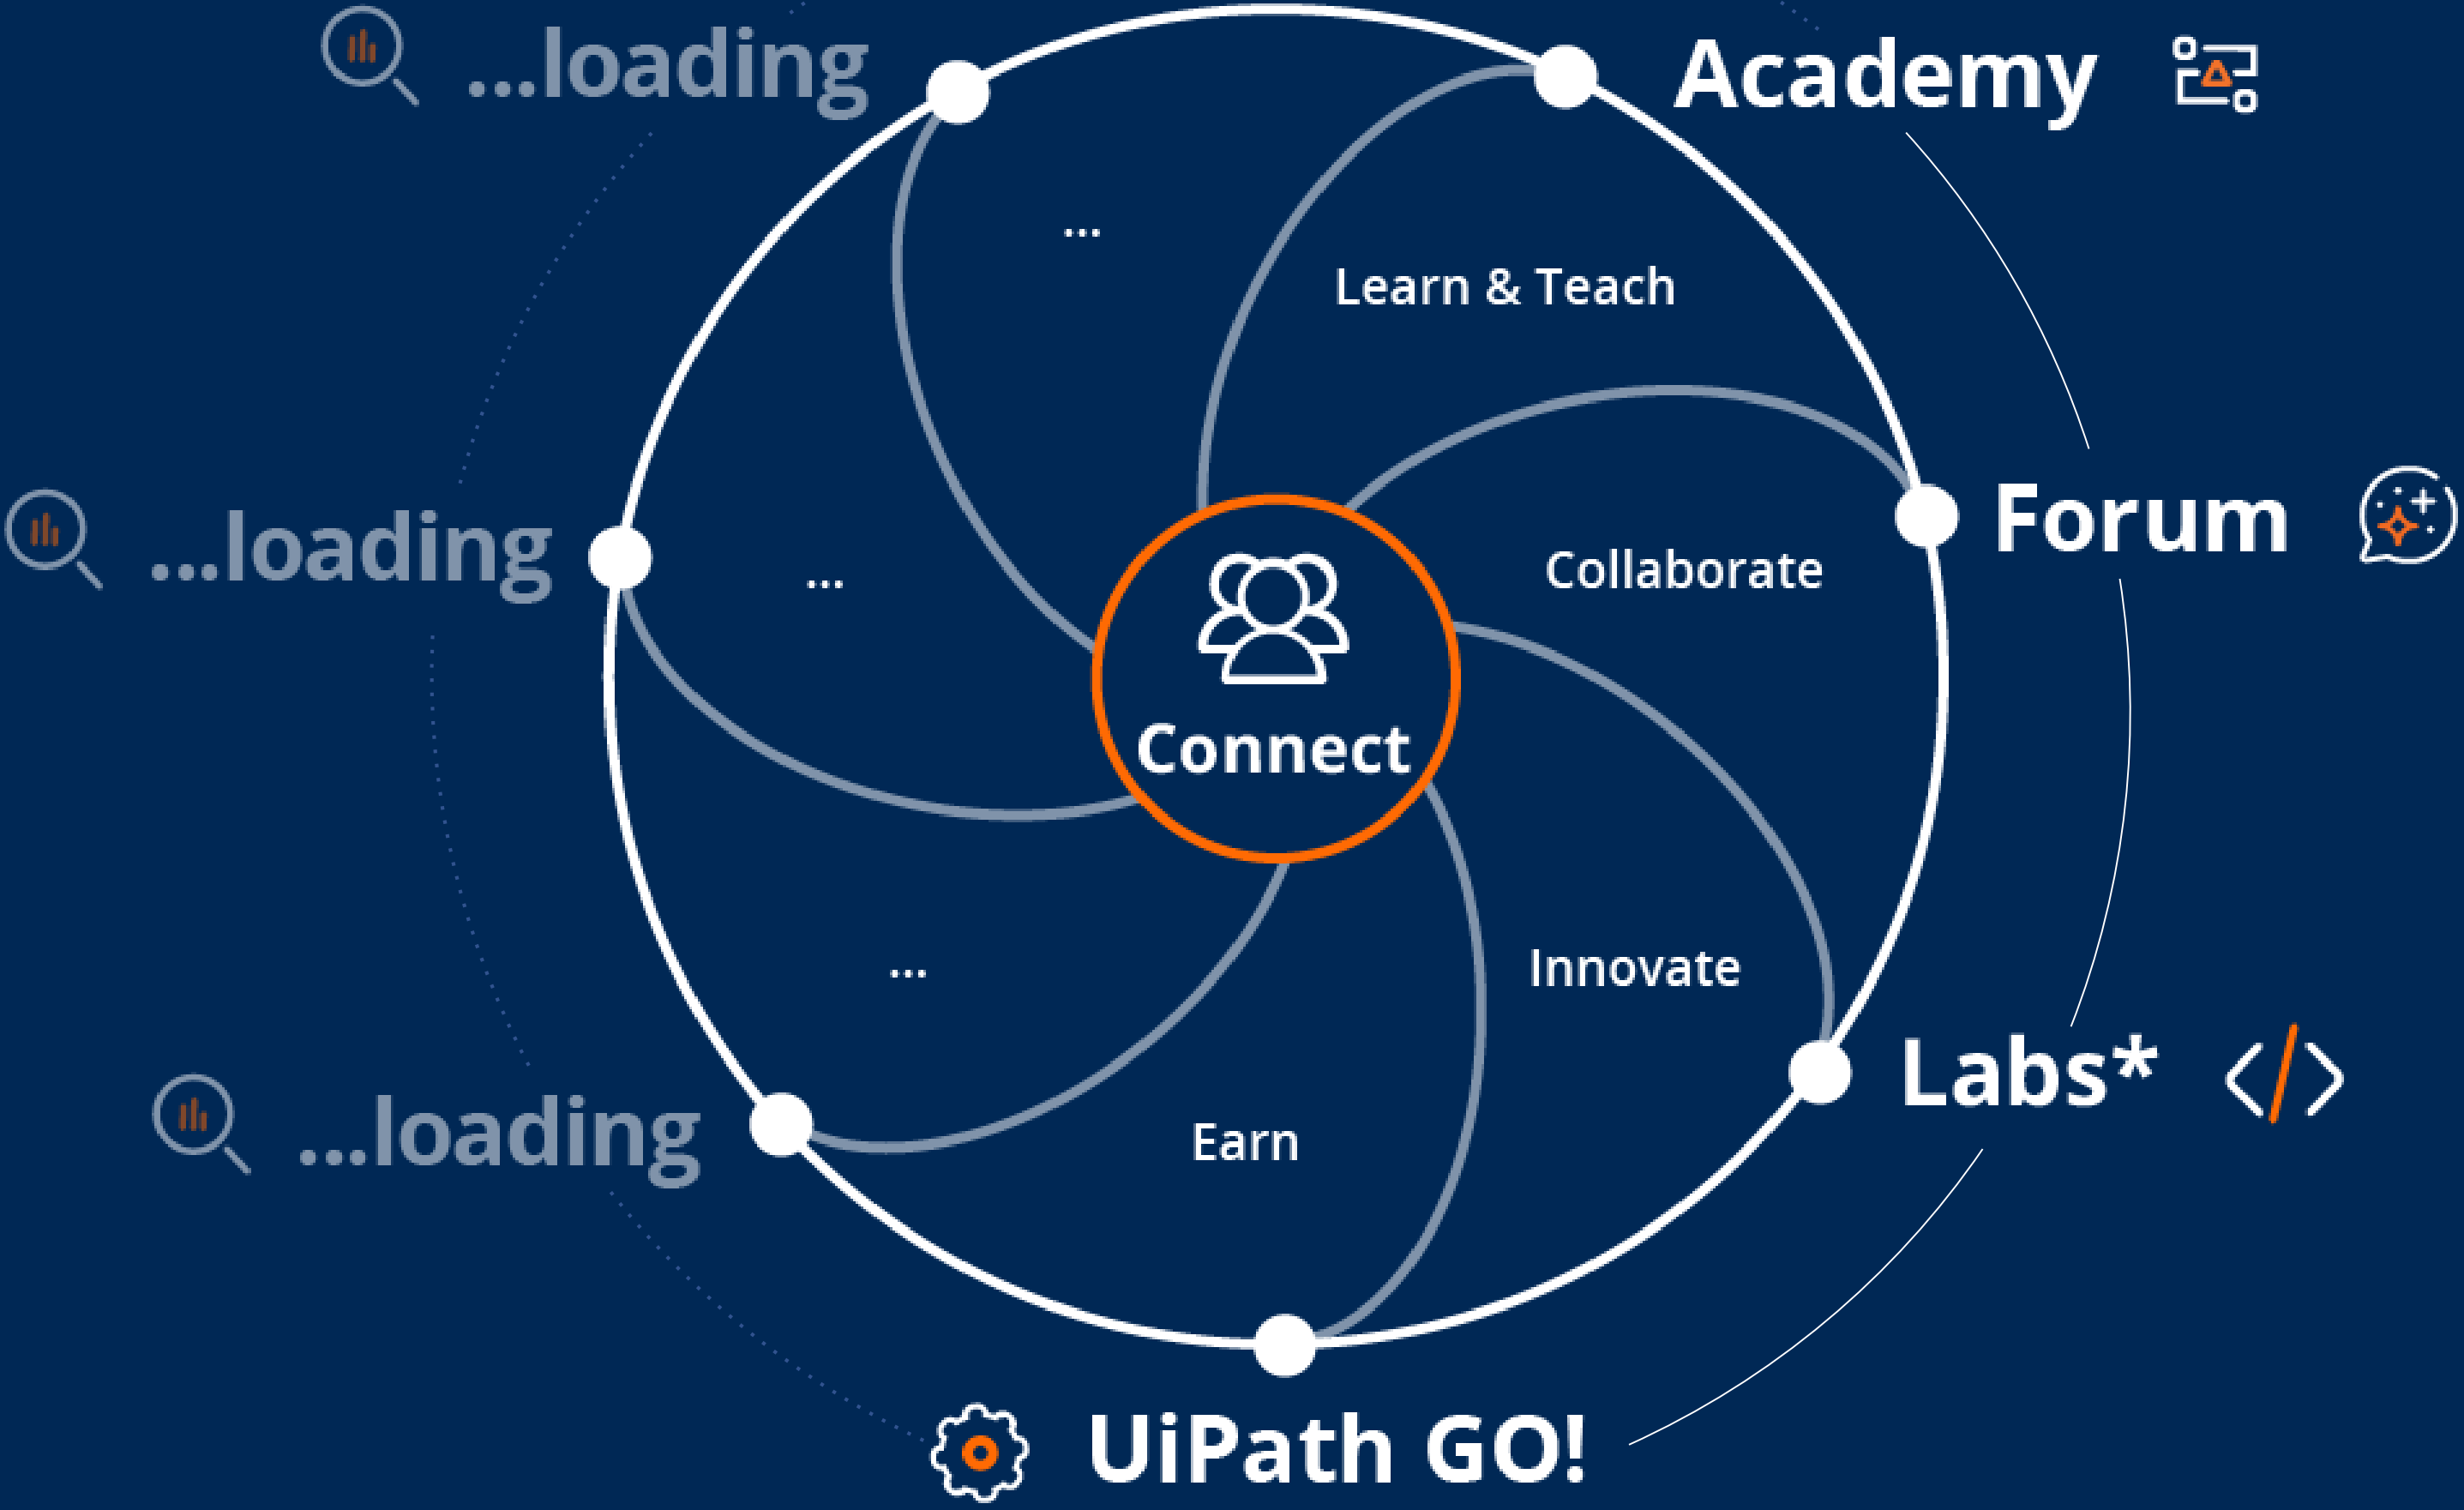 ...loading
Academy
...
Learn & Teach
...loading
Forum
...
Collaborate
Connect
...
Innovate
Labs*
...loading
Earn
UiPath GO!